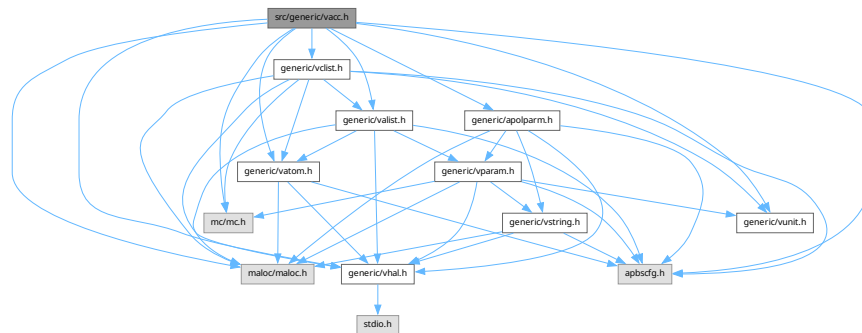 src/generic/vacc.h
generic/vclist.h
generic/valist.h
generic/apolparm.h
generic/vatom.h
generic/vparam.h
mc/mc.h
generic/vstring.h
generic/vunit.h
maloc/maloc.h
generic/vhal.h
apbscfg.h
stdio.h